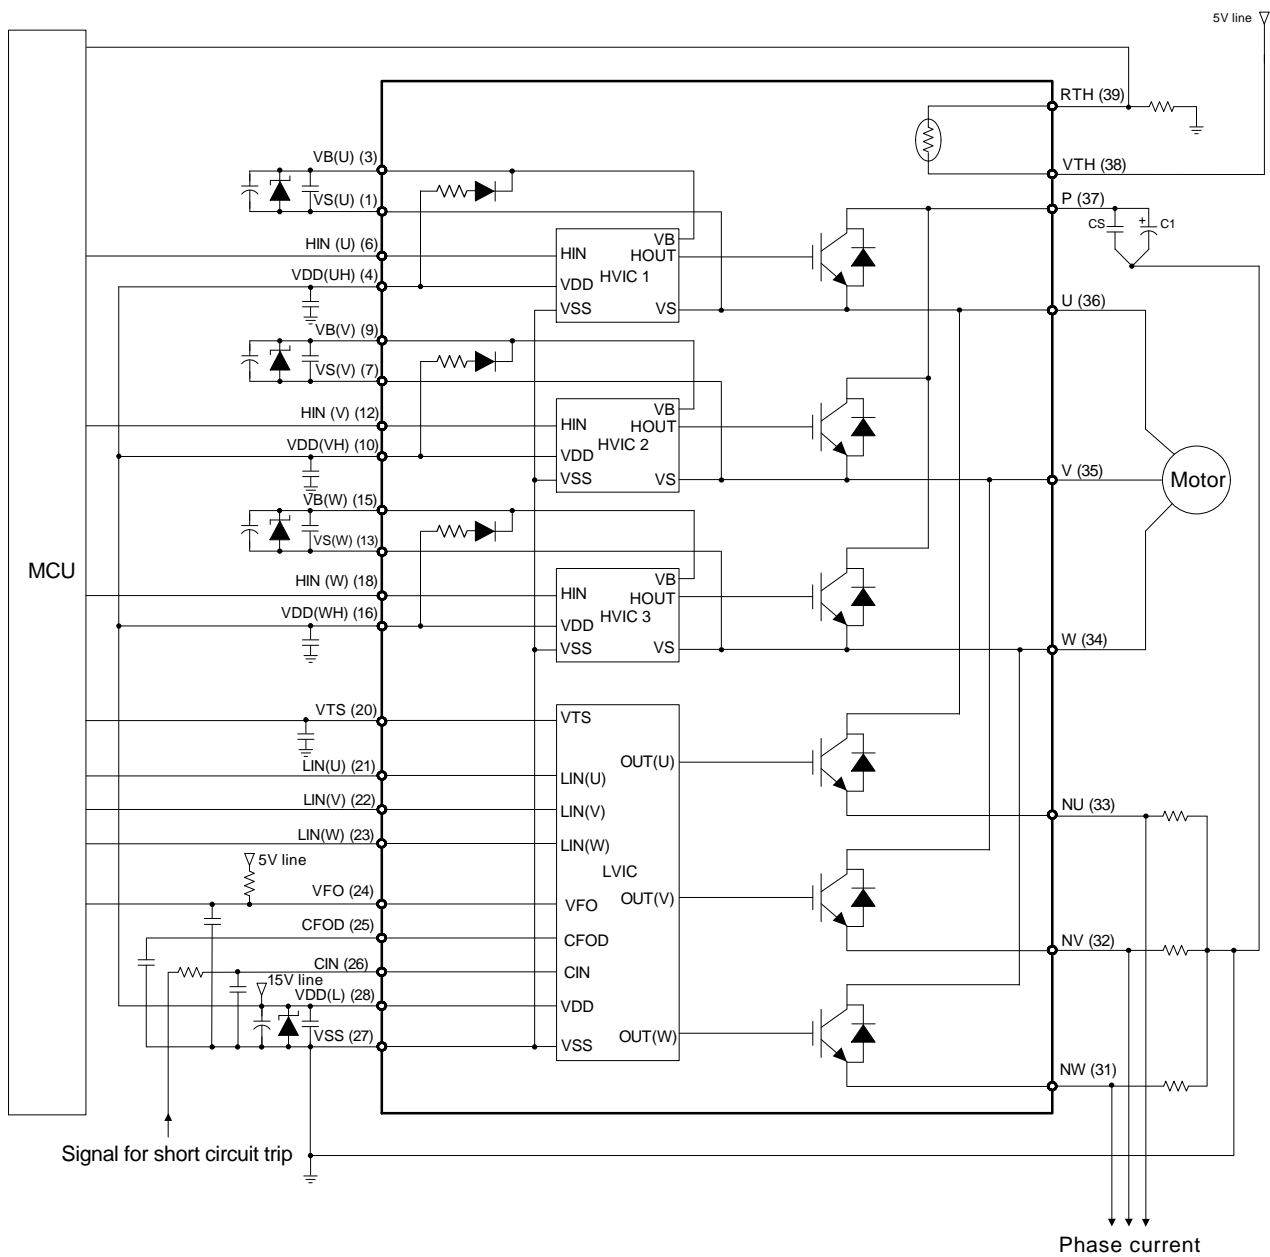 5V line
RTH (39)
VTH (38)
P (37)
CS
+
C1
U (36)
V (35)
Motor
W (34)
NU (33)
NV (32)
NW (31)
Phase current
MCU
VB(U) (3)
VS(U) (1)
HIN (U) (6)
VDD(UH) (4)
VB(V) (9)
VS(V) (7)
HIN (V) (12)
VDD(VH) (10)
VB(W) (15)
VS(W) (13)
HIN (W) (18)
VDD(WH) (16)
VTS (20)
LIN(U) (21)
LIN(V) (22)
LIN(W) (23)
5V line
VFO (24)
CFOD (25)
CIN (26)
15V line
VDD(L) (28)
VSS (27)
Signal for short circuit trip
VB
HIN
HOUT
HVIC 1
VDD
VSS
VS
VB
HIN
HOUT
HVIC 2
VDD
VSS
VS
VB
HIN
HOUT
HVIC 3
VDD
VSS
VS
VTS
OUT(U)
LIN(U)
LIN(V)
LIN(W)
LVIC
OUT(V)
VFO
CFOD
CIN
VDD
OUT(W)
VSS